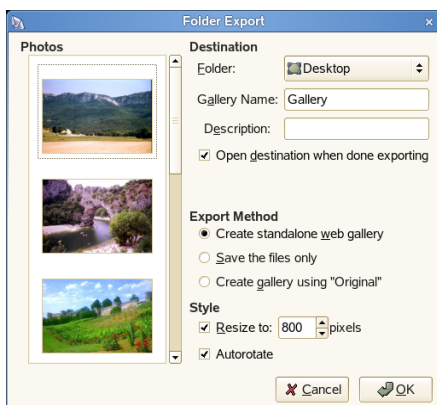 Folder Export
Photos
Destination
Folder:
Desktop
Gallery Name:
Gallery
Description:
Open destination when done exporting
Export Method
Create standalone web gallery
Save the files only
Create gallery using "Original"
Style
Resize to:
800
pixels
Autorotate
Cancel
OK